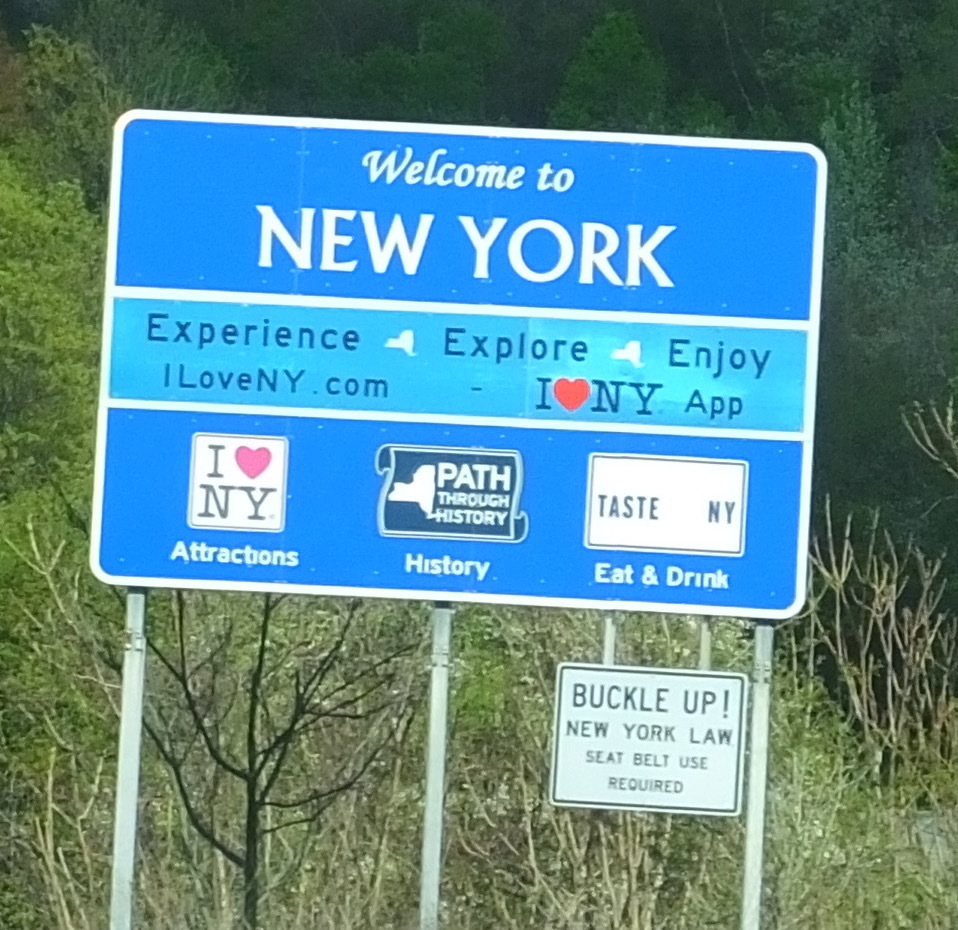 Welcome to
NEW YORK
Experience Explore Enjoy
ILoveNY.com - I❤NY App
I❤
NY
Attractions
PATH
THROUGH
HISTORY
History
TASTE NY
Eat & Drink
BUCKLE UP!
NEW YORK LAW
SEAT BELT USE
REQUIRED